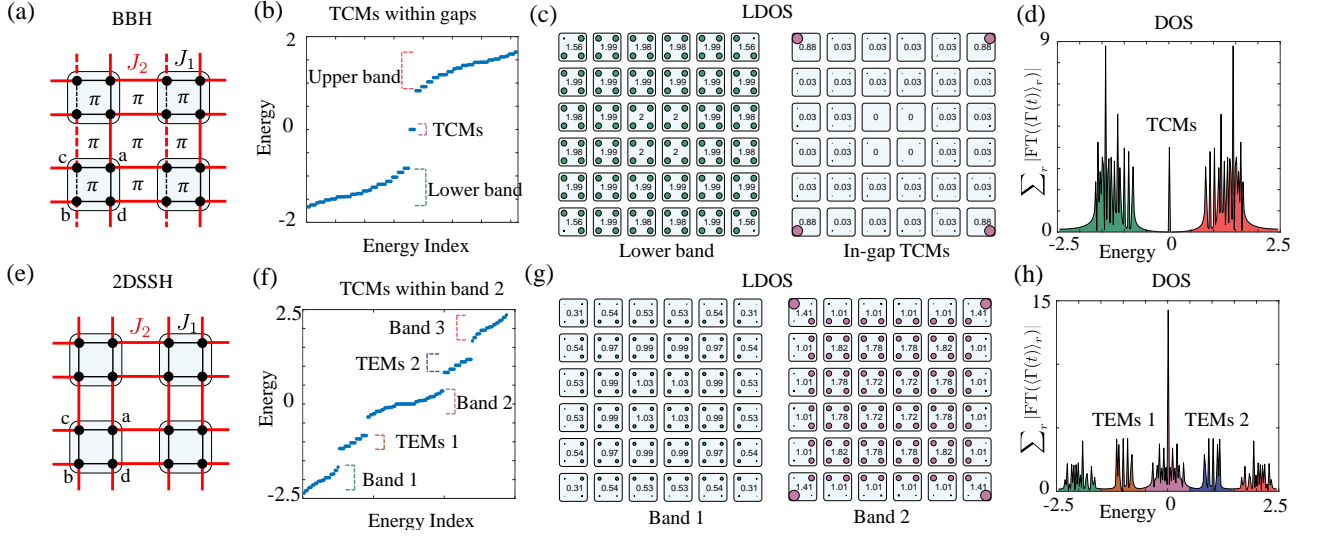 (a)
BBH
J₂
J₁
π π π
π π π
π π π
c a
b d
(b)
TCMs within gaps
2
0
-2
Energy
Upper band
TCMs
Lower band
Energy Index
(c)
LDOS
1.56 1.99 1.98 1.98 1.99 1.56
1.99 1.99 1.99 1.99 1.99 1.99
1.98 1.99 2 2 1.99 1.98
1.98 1.99 2 2 1.99 1.98
1.99 1.99 1.99 1.99 1.99 1.99
1.56 1.99 1.98 1.98 1.99 1.56
Lower band
0.88 0.03 0.03 0.03 0.03 0.88
0.03 0.03 0.03 0.03 0.03 0.03
0.03 0.03 0 0 0.03 0.03
0.03 0.03 0 0 0.03 0.03
0.03 0.03 0.03 0.03 0.03 0.03
0.88 0.03 0.03 0.03 0.03 0.88
In-gap TCMs
(d)
DOS
9
0
∑r |FT(⟨Γ(t)⟩r)|
TCMs
-2.5 0 2.5
Energy
(e)
2DSSH
J₂
J₁
c a
b d
(f)
TCMs within band 2
2.5
0
-2.5
Energy
Band 3
TEMs 2
Band 2
TEMs 1
Band 1
Energy Index
(g)
LDOS
0.31 0.54 0.53 0.53 0.54 0.31
0.54 0.97 0.99 0.99 0.97 0.54
0.53 0.99 1.03 1.03 0.99 0.53
0.53 0.99 1.03 1.03 0.99 0.53
0.54 0.97 0.99 0.99 0.97 0.54
0.31 0.54 0.53 0.53 0.54 0.31
Band 1
1.41 1.01 1.01 1.01 1.01 1.41
1.01 1.82 1.78 1.78 1.82 1.01
1.01 1.78 1.72 1.72 1.78 1.01
1.01 1.78 1.72 1.72 1.78 1.01
1.01 1.82 1.78 1.78 1.82 1.01
1.41 1.01 1.01 1.01 1.01 1.41
Band 2
(h)
DOS
15
0
∑r |FT(⟨Γ(t)⟩r)|
TEMs 1
TEMs 2
-2.5 0 2.5
Energy